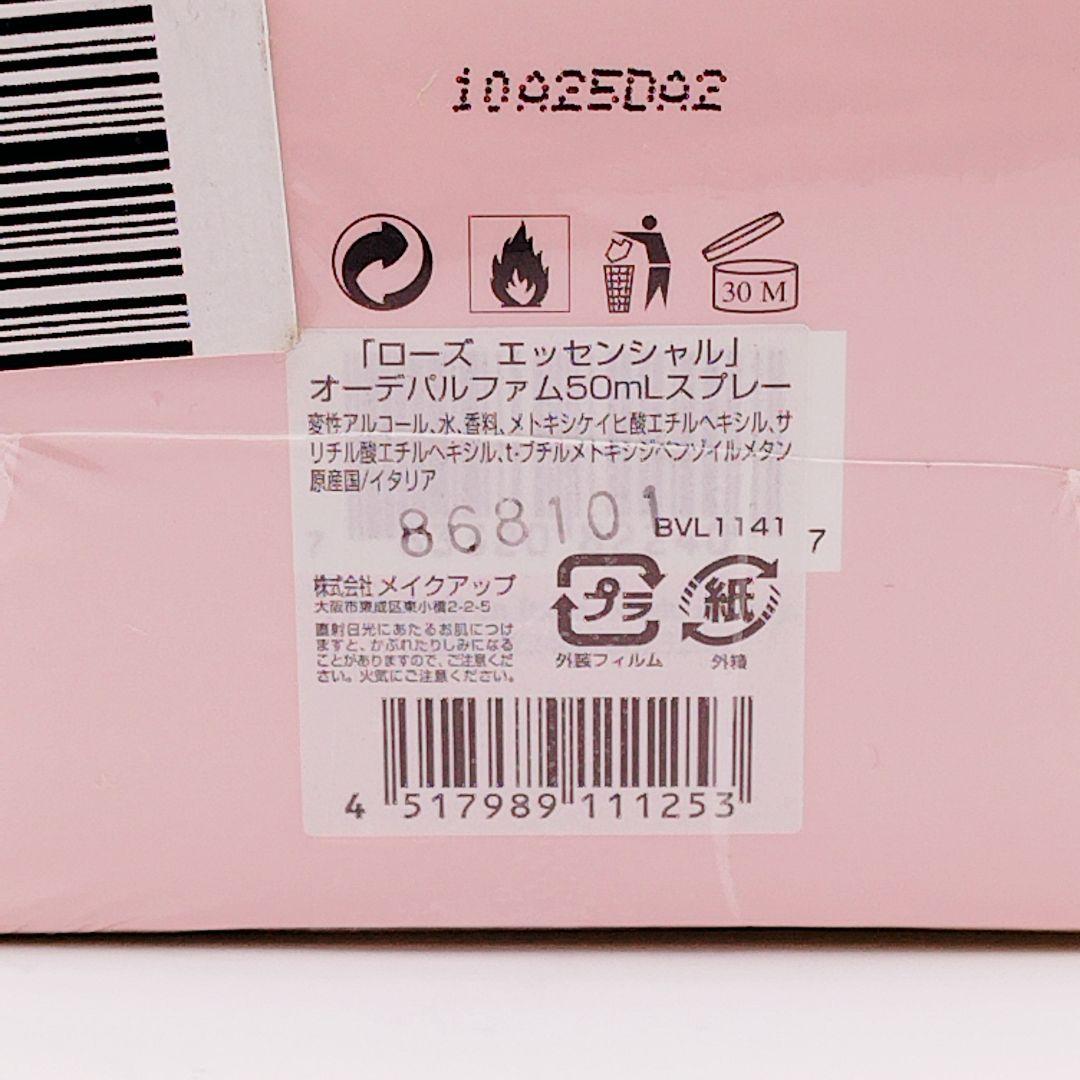 10A25DA2
30 M
「ローズ エッセンシャル」
オーデパルファム50mLスプレー
変性アルコール、水、香料、メトキシケイヒ酸エチルヘキシル、サ
リチル酸エチルヘキシル、t-ブチルメトキシジベンゾイルメタン
原産国/イタリア
868101
BVL1141
7
株式会社 メイクアップ
大阪市東成区東小橋2-2-5
直射日光にあたるお肌につけ
ますと、かぶれたりしみになる
ことがありますので、ご注意くだ
さい。火気にご注意ください。
プラ
外装フィルム
紙
外箱
4 517989 111253